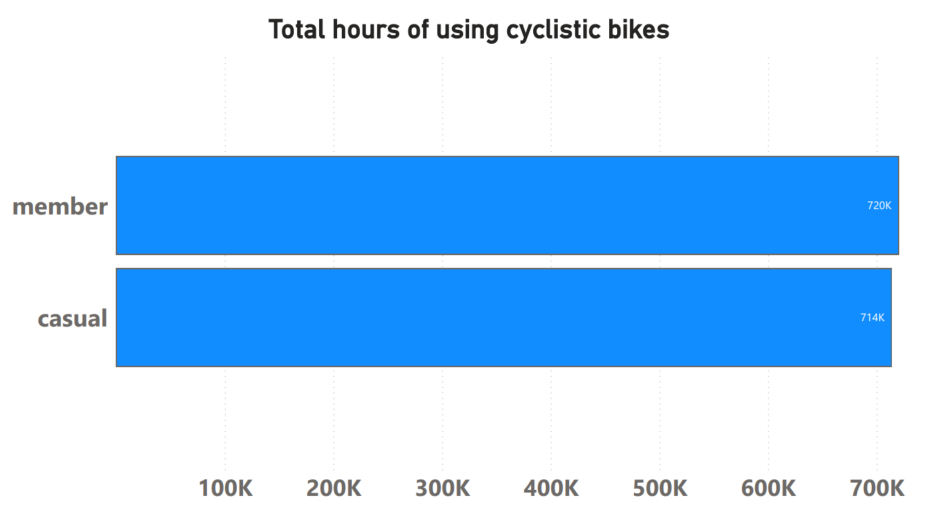 Total hours of using cyclistic bikes
member
720K
casual
714K
100K 200K 300K 400K 500K 600K 700K